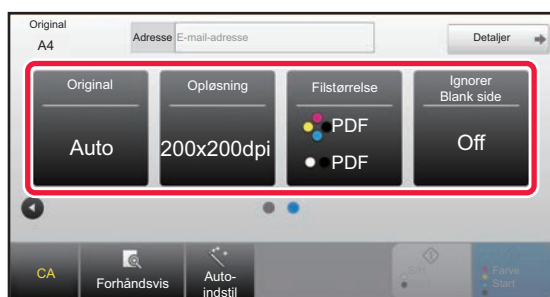 Original
A4
Adresse E-mail-adresse
Detaljer
Original
Auto
Opløsning
200x200dpi
Filstørrelse
PDF
PDF
Ignorer
Blank side
Off
CA
Forhåndsvis
Auto-
indstil
Farve
Start